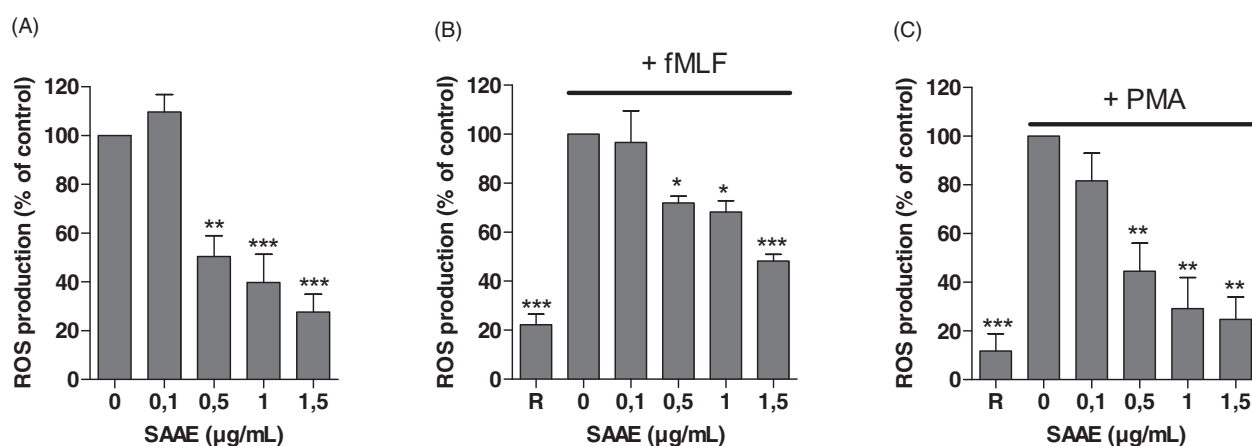 (A)
ROS production (% of control)
120
100
80
60
40
20
0
**
***
***
0 0,1 0,5 1 1,5
SAAE (µg/mL)
(B)
+ fMLF
ROS production (% of control)
120
100
80
60
40
20
0
***
*
*
***
R 0 0,1 0,5 1 1,5
SAAE (µg/mL)
(C)
+ PMA
ROS production (% of control)
120
100
80
60
40
20
0
***
**
**
**
R 0 0,1 0,5 1 1,5
SAAE (µg/mL)